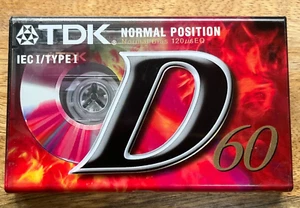 TDK NORMAL POSITION
120µs EQ
IEC I/TYPE I
D 60